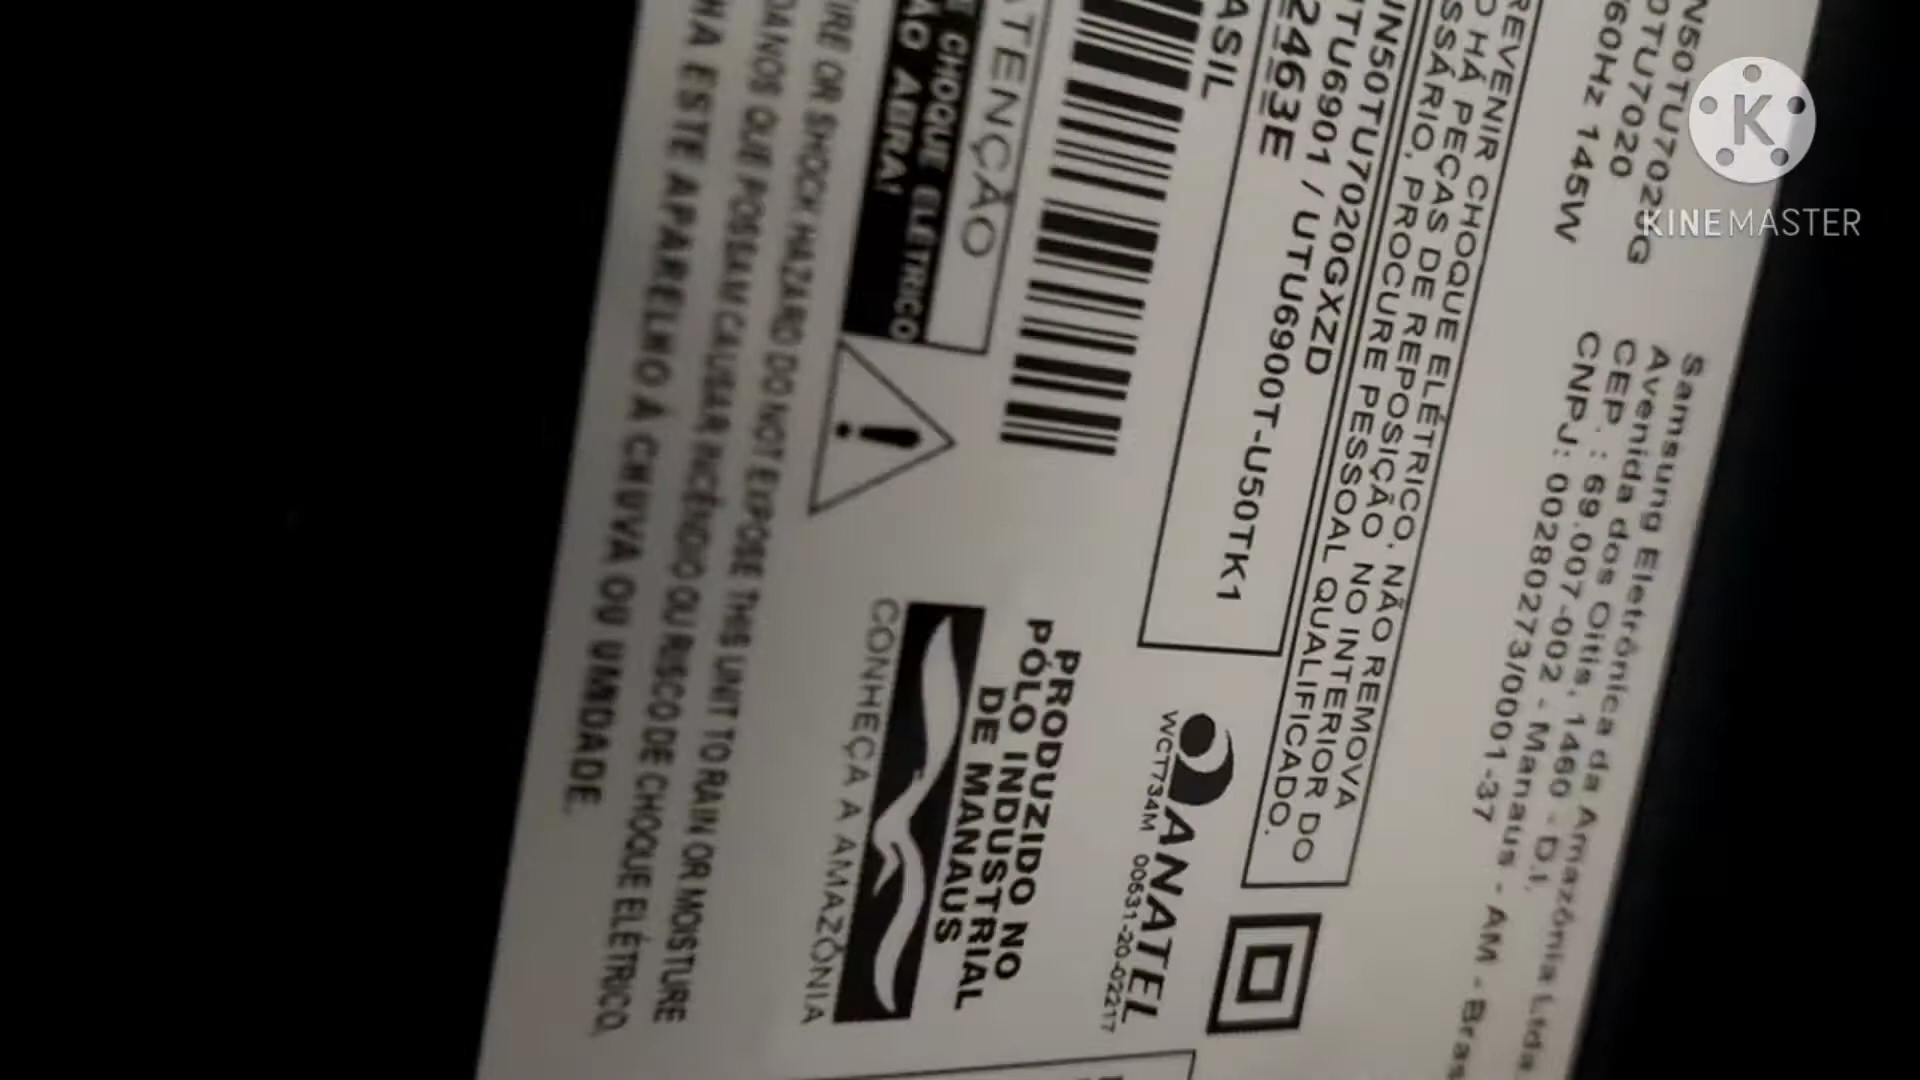 N50TU7020G
0TU7020
60Hz 145W
Samsung Eletrônica da Amazônia Ltda.
Avenida dos Oitis, 1460 - D.I.
CEP : 69.007-002 - Manaus - AM - Bras
CNPJ: 00280273/0001-37
REVENIR CHOQUE ELÉTRICO, NÃO REMOVA
O HÁ PEÇAS DE REPOSIÇÃO NO INTERIOR DO
SSÁRIO, PROCURE PESSOAL QUALIFICADO.
UN50TU7020GXZD
TU6901 / UTU6900T-U50TK1
2463E
ASIL
ANATEL
WCT734M 00631-20-02217
PRODUZIDO NO
PÓLO INDUSTRIAL
DE MANAUS
CONHEÇA A AMAZÔNIA
ATENÇÃO
E CHOQUE ELÉTRICO
ÃO ABRA!
FIRE OR SHOCK HAZARD DO NOT EXPOSE THIS UNIT TO RAIN OR MOISTURE
DANOS QUE POSSAM CAUSAR INCÊNDIO OU RISCO DE CHOQUE ELÉTRICO,
HA ESTE APARELHO À CHUVA OU UMIDADE.
K
KINEMASTER